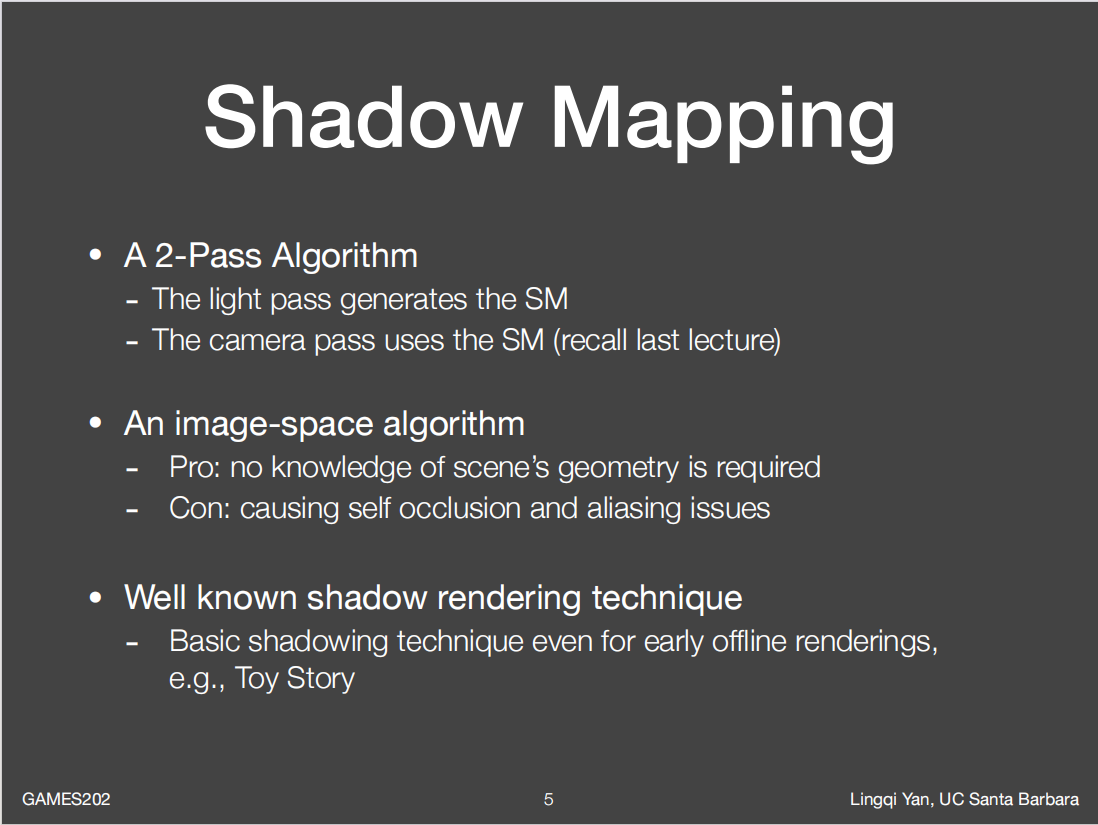 Shadow Mapping
• A 2-Pass Algorithm
- The light pass generates the SM
- The camera pass uses the SM (recall last lecture)
• An image-space algorithm
- Pro: no knowledge of scene’s geometry is required
- Con: causing self occlusion and aliasing issues
• Well known shadow rendering technique
- Basic shadowing technique even for early offline renderings,
e.g., Toy Story
GAMES202
5
Lingqi Yan, UC Santa Barbara